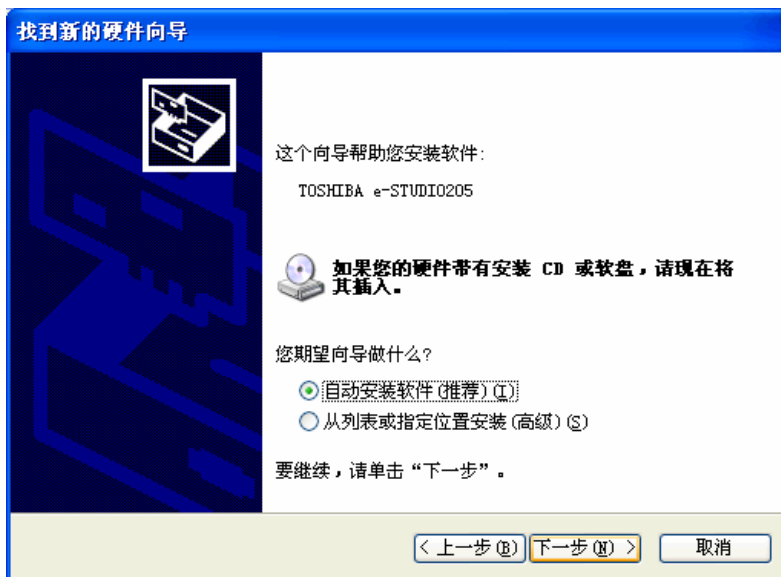 找到新的硬件向导
这个向导帮助您安装软件:
TOSHIBA e-STUDIO205
如果您的硬件带有安装 CD 或软盘，请现在将
其插入。
您期望向导做什么?
自动安装软件(推荐)(I)
从列表或指定位置安装(高级)(S)
要继续，请单击“下一步”。
< 上一步(B) 下一步(N) > 取消